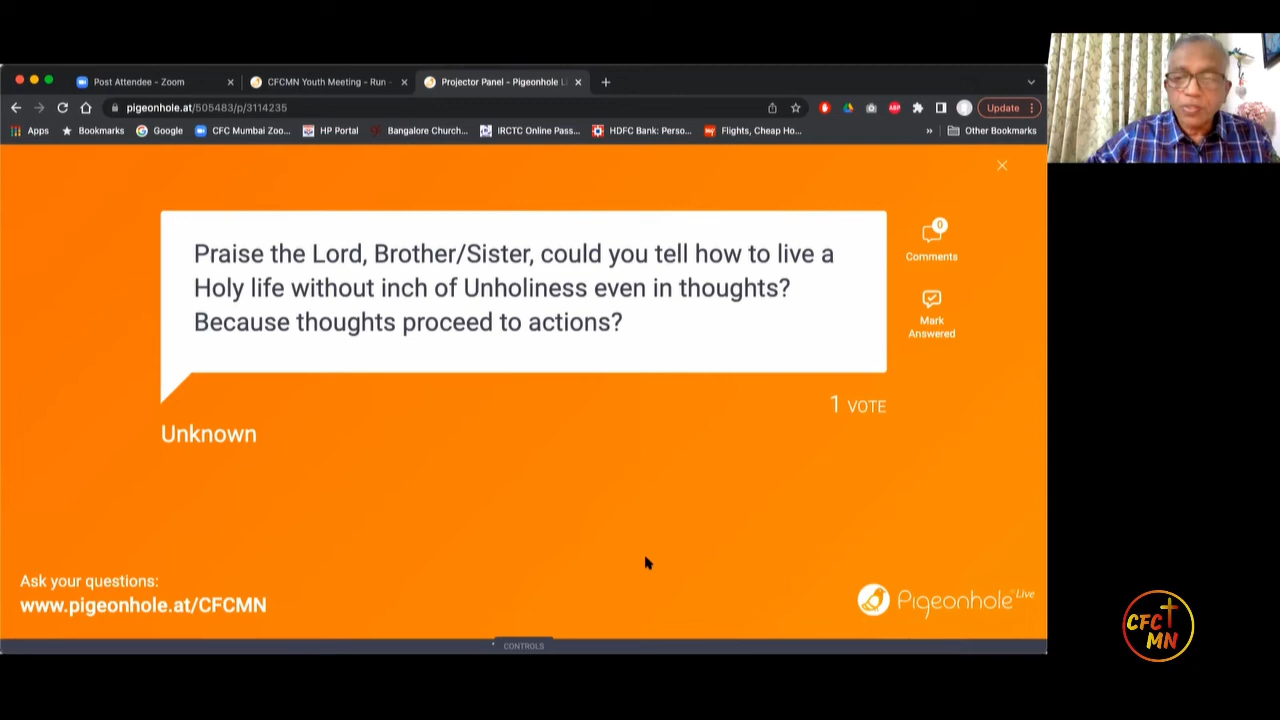 Post Attendee - Zoom
CFCMN Youth Meeting - Run
Projector Panel - Pigeonhole L
pigeonhole.at/505483/p/3114235
Update
Apps
Bookmarks
Google
CFC Mumbai Zoo...
HP Portal
Bangalore Church...
IRCTC Online Pass...
HDFC Bank: Perso...
Flights, Cheap Ho...
»
Other Bookmarks
Praise the Lord, Brother/Sister, could you tell how to live a
Holy life without inch of Unholiness even in thoughts?
Because thoughts proceed to actions?
0
Comments
Mark
Answered
1 VOTE
Unknown
Ask your questions:
www.pigeonhole.at/CFCMN
Pigeonhole Live
CONTROLS
CFC
MN